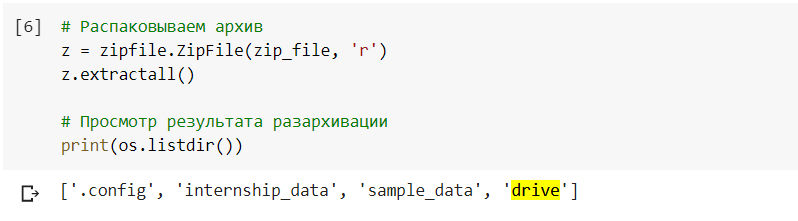 [6] # Распаковываем архив
z = zipfile.ZipFile(zip_file, 'r')
z.extractall()
# Просмотр результата разархивации
print(os.listdir())
['.config', 'internship_data', 'sample_data', 'drive']